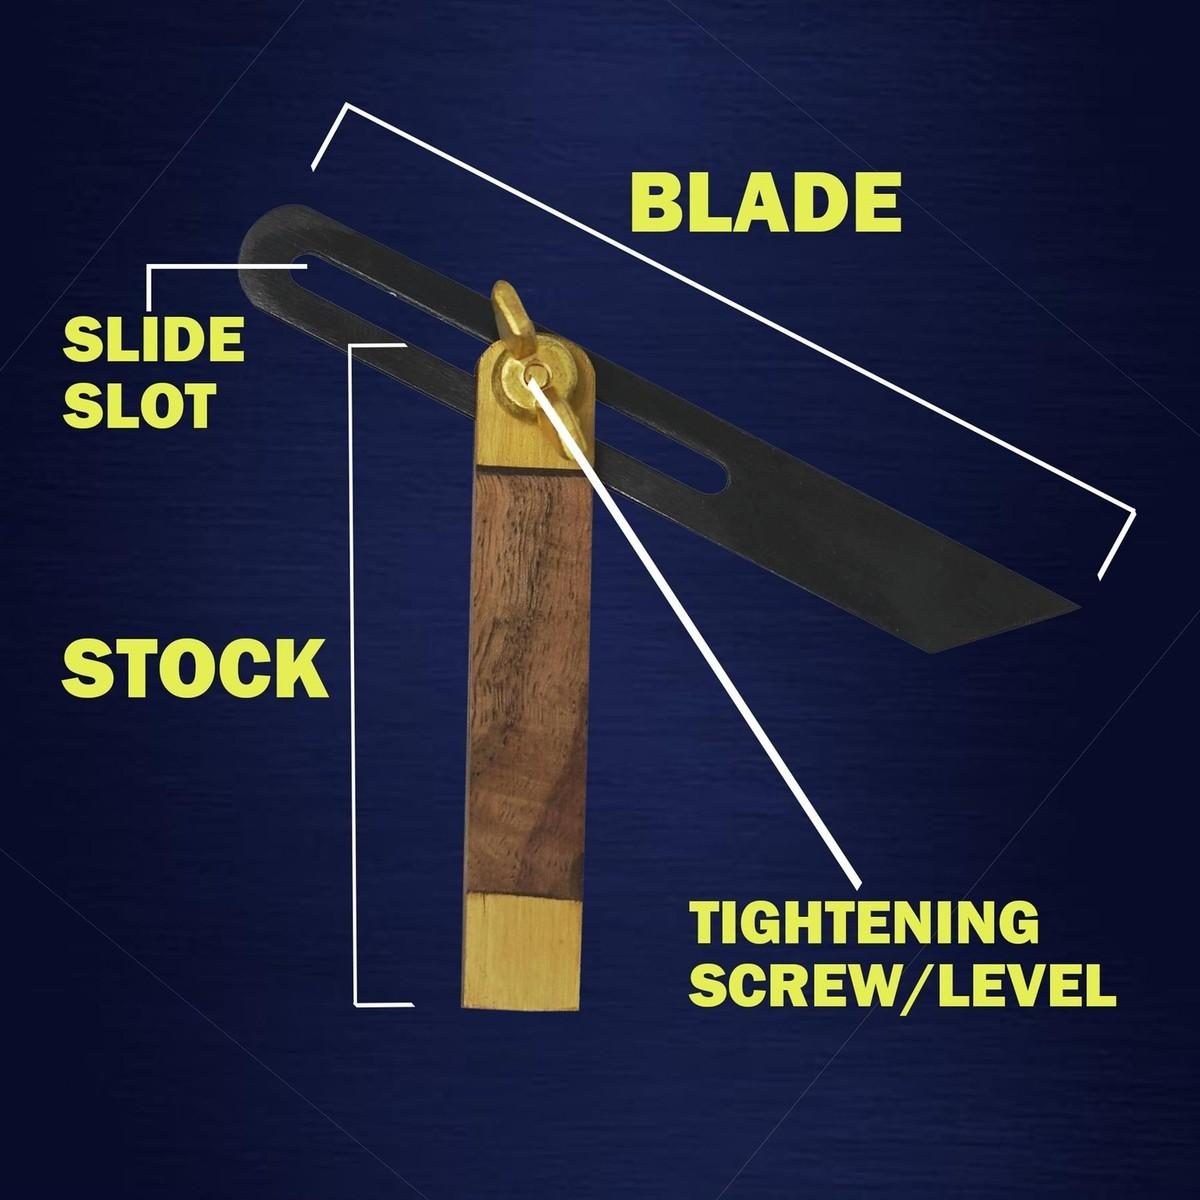 BLADE
SLIDE
SLOT
STOCK
TIGHTENING
SCREW/LEVEL